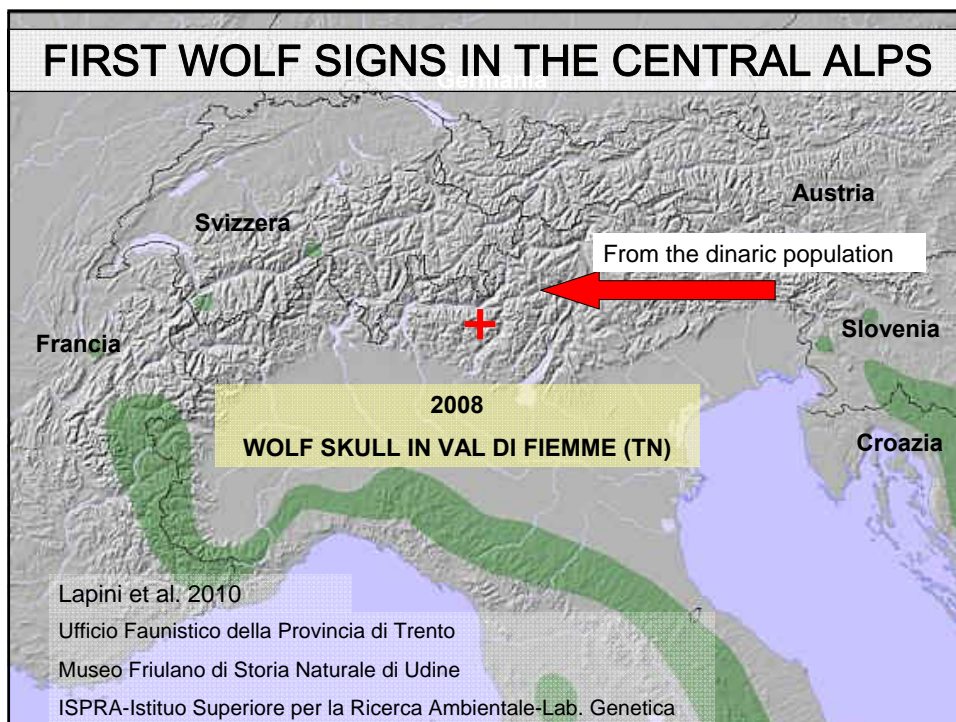 FIRST WOLF SIGNS IN THE CENTRAL ALPS
Germania
Austria
Svizzera
From the dinaric population
Slovenia
Francia
2008
WOLF SKULL IN VAL DI FIEMME (TN)
Croazia
Lapini et al. 2010
Ufficio Faunistico della Provincia di Trento
Museo Friulano di Storia Naturale di Udine
ISPRA-Istituo Superiore per la Ricerca Ambientale-Lab. Genetica